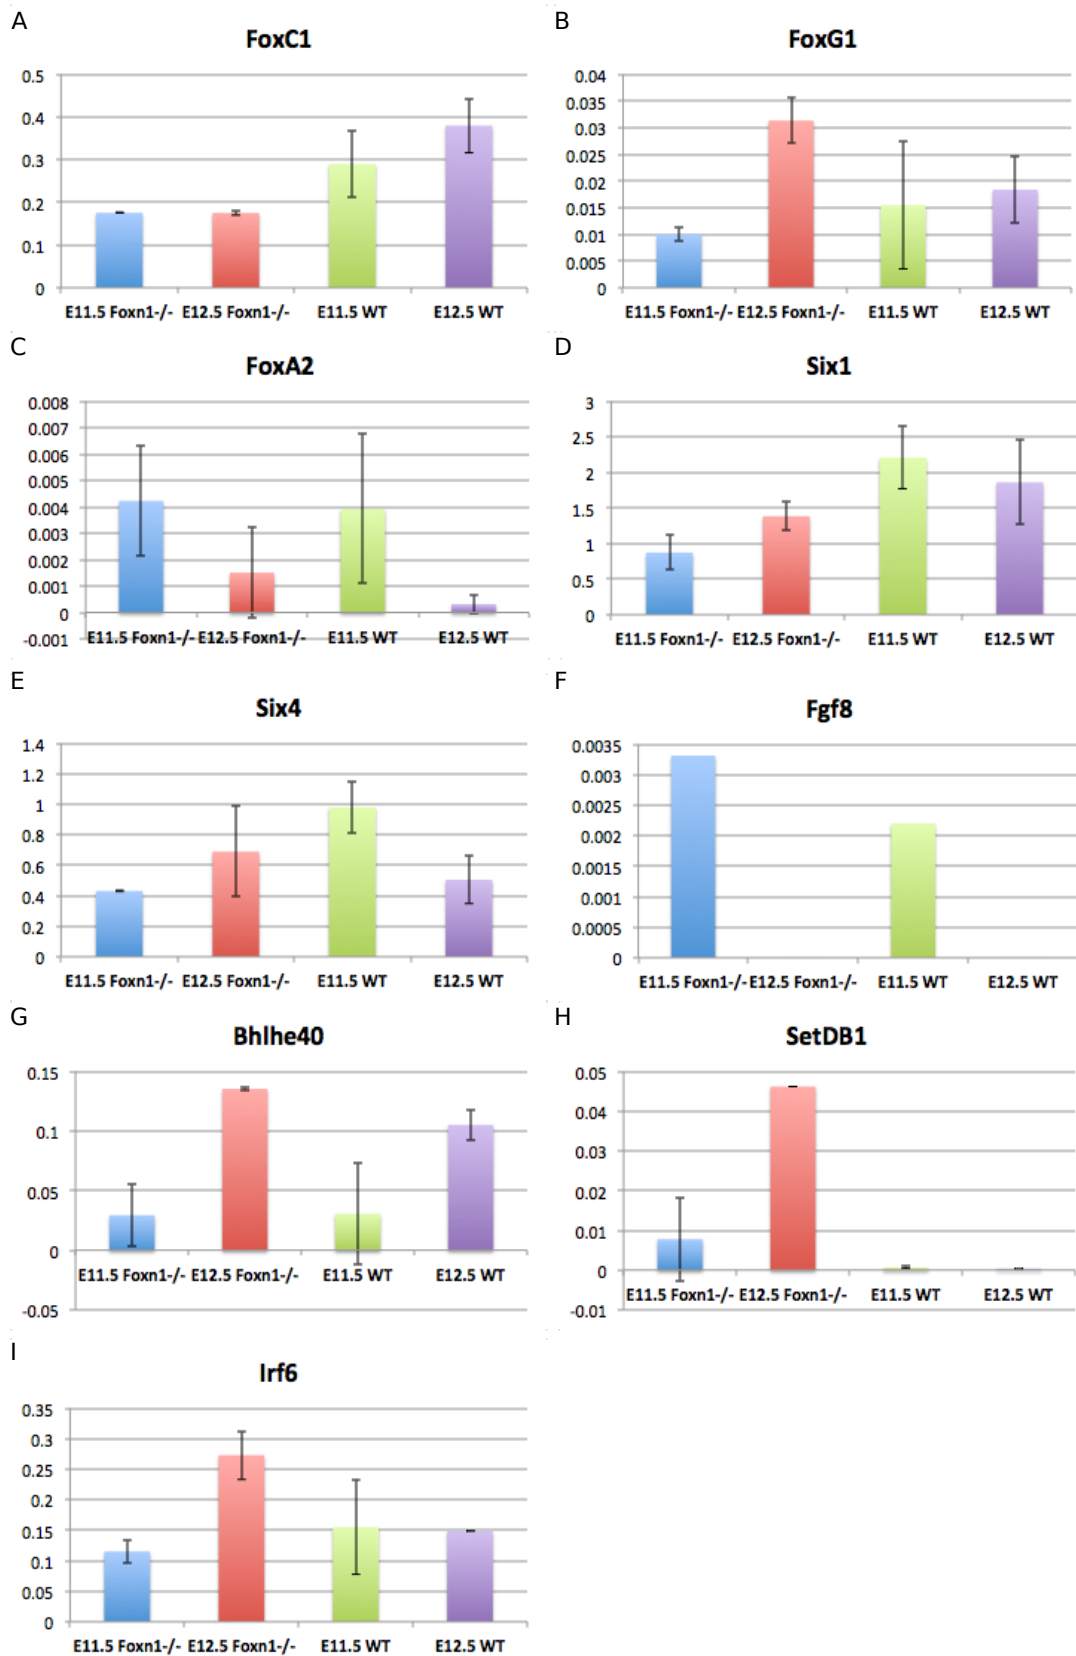 A
FoxC1
0.5
0.4
0.3
0.2
0.1
0
E11.5 Foxn1-/- E12.5 Foxn1-/- E11.5 WT E12.5 WT
B
FoxG1
0.04
0.035
0.03
0.025
0.02
0.015
0.01
0.005
0
E11.5 Foxn1-/- E12.5 Foxn1-/- E11.5 WT E12.5 WT
C
FoxA2
0.008
0.007
0.006
0.005
0.004
0.003
0.002
0.001
0
-0.001
E11.5 Foxn1-/- E12.5 Foxn1-/- E11.5 WT E12.5 WT
D
Six1
3
2.5
2
1.5
1
0.5
0
E11.5 Foxn1-/- E12.5 Foxn1-/- E11.5 WT E12.5 WT
E
Six4
1.4
1.2
1
0.8
0.6
0.4
0.2
0
E11.5 Foxn1-/- E12.5 Foxn1-/- E11.5 WT E12.5 WT
F
Fgf8
0.0035
0.003
0.0025
0.002
0.0015
0.001
0.0005
0
E11.5 Foxn1-/- E12.5 Foxn1-/- E11.5 WT E12.5 WT
G
Bhlhe40
0.15
0.1
0.05
0
-0.05
E11.5 Foxn1-/- E12.5 Foxn1-/- E11.5 WT E12.5 WT
H
SetDB1
0.05
0.04
0.03
0.02
0.01
0
-0.01
E11.5 Foxn1-/- E12.5 Foxn1-/- E11.5 WT E12.5 WT
I
Irf6
0.35
0.3
0.25
0.2
0.15
0.1
0.05
0
E11.5 Foxn1-/- E12.5 Foxn1-/- E11.5 WT E12.5 WT